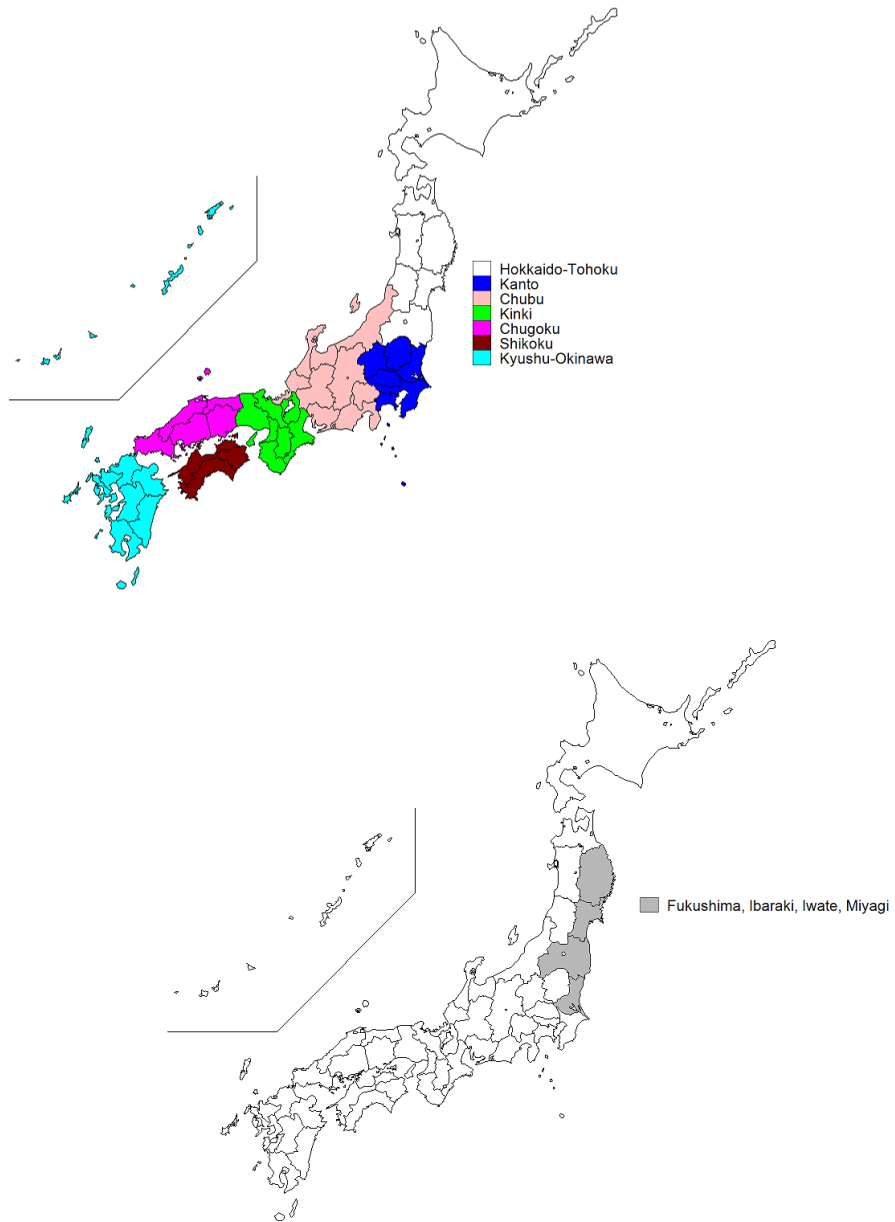 Hokkaido-Tohoku
Kanto
Chubu
Kinki
Chugoku
Shikoku
Kyushu-Okinawa
Fukushima, Ibaraki, Iwate, Miyagi